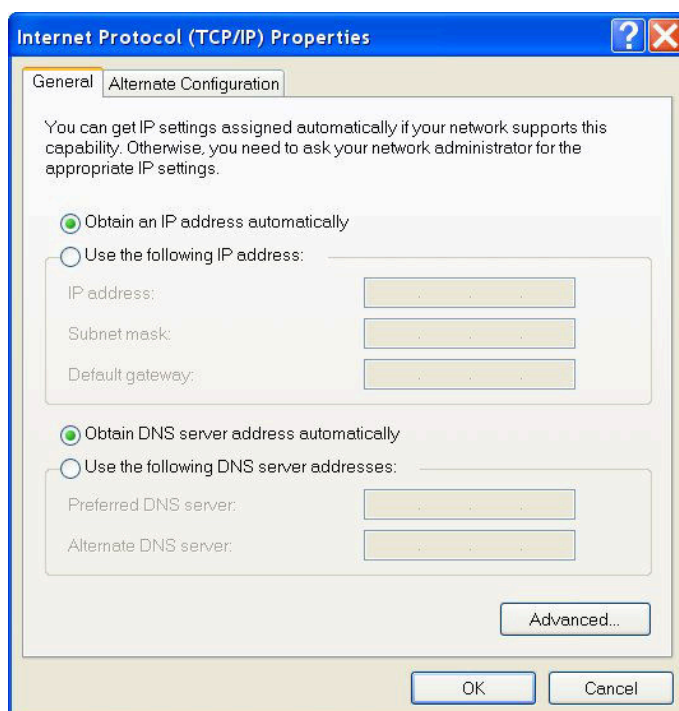 Internet Protocol (TCP/IP) Properties
General
Alternate Configuration
You can get IP settings assigned automatically if your network supports this
capability. Otherwise, you need to ask your network administrator for the
appropriate IP settings.
Obtain an IP address automatically
Use the following IP address:
IP address:
Subnet mask:
Default gateway:
Obtain DNS server address automatically
Use the following DNS server addresses:
Preferred DNS server:
Alternate DNS server:
Advanced...
OK
Cancel